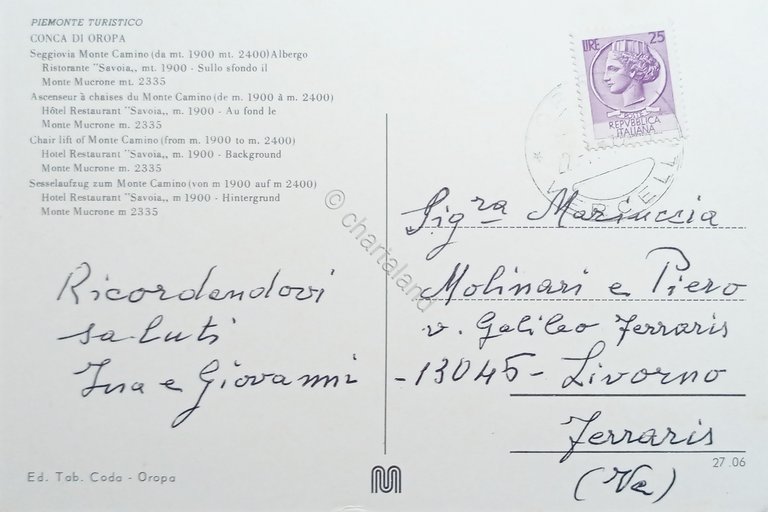 PIEMONTE TURISTICO
CONCA DI OROPA
Seggiovia Monte Camino (da mt. 1900 mt. 2400) Albergo
Ristorante "Savoia„, mt. 1900 - Sullo sfondo il
Monte Mucrone mt. 2335
Ascenseur à chaises du Monte Camino (de m. 1900 à m. 2400)
Hôtel Restaurant "Savoia„, m. 1900 - Au fond le
Monte Mucrone m. 2335
Chair lift of Monte Camino (from m. 1900 to m. 2400)
Hotel Restaurant "Savoia„, m. 1900 - Background
Monte Mucrone m. 2335
Sesselaufzug zum Monte Camino (von m 1900 auf m 2400)
Hotel Restaurant "Savoia„, m 1900 - Hintergrund
Monte Mucrone m 2335
Ricordandovi
saluti
Ina e Giovanni
Ed. Tab. Coda - Oropa
LIRE 25
POSTE
REPVBBLICA
ITALIANA
VERCELLI
Sig.ra Mariuccia
Molinari e Piero
v. Galileo Ferraris
-13045- Livorno
Ferraris
(Vc)
27.06
© chartaland